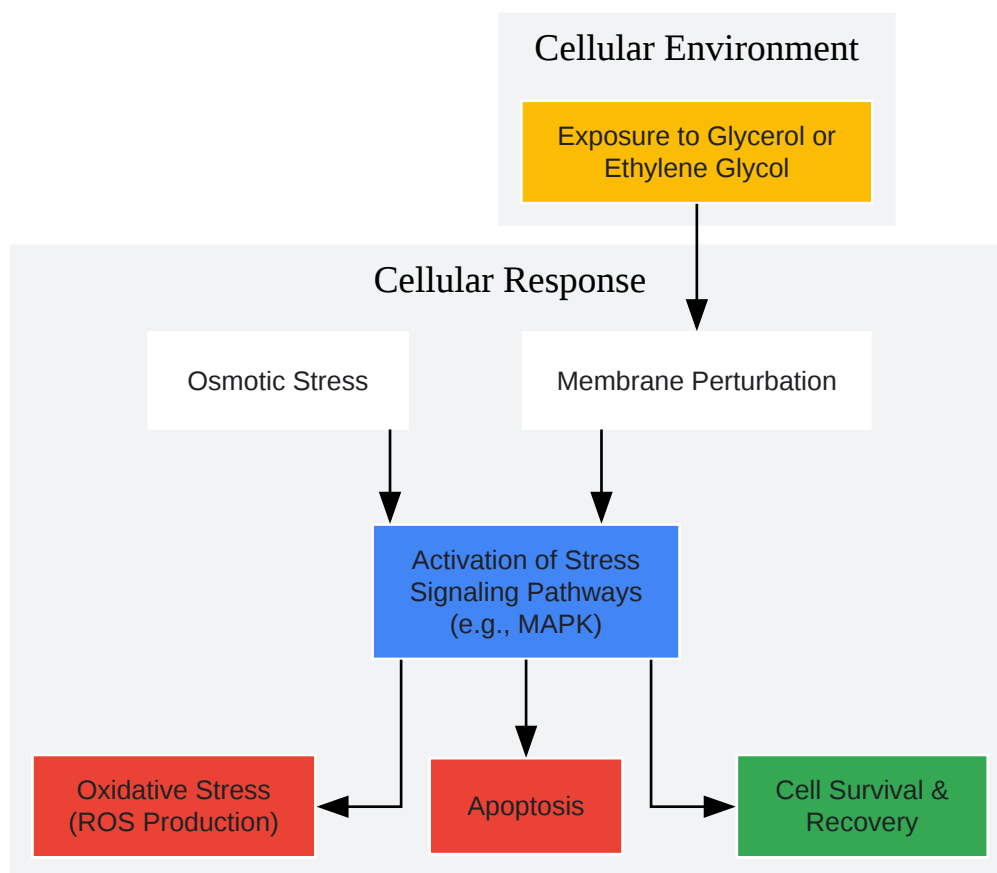 Cellular Environment
Exposure to Glycerol or
Ethylene Glycol
Cellular Response
Osmotic Stress
Membrane Perturbation
Activation of Stress
Signaling Pathways
(e.g., MAPK)
Oxidative Stress
(ROS Production)
Apoptosis
Cell Survival &
Recovery